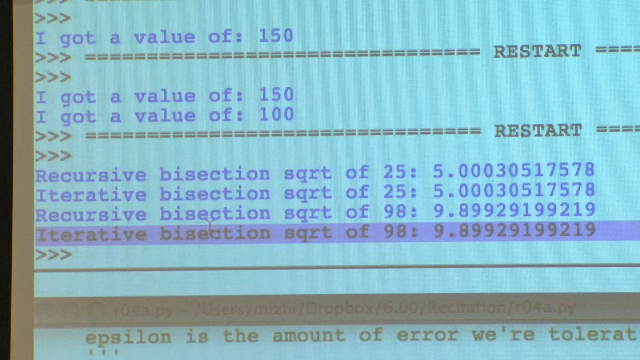 >>>
I got a value of: 150
>>> ================================ RESTART ====
>>>
I got a value of: 150
I got a value of: 100
>>> ================================ RESTART ====
>>>
Recursive bisection sqrt of 25: 5.00030517578
Iterative bisection sqrt of 25: 5.00030517578
Recursive bisection sqrt of 98: 9.89929199219
Iterative bisection sqrt of 98: 9.89929199219
>>>
r04a.py - /Users/mizhi/Dropbox/6.00/Recitation/r04a.py
epsilon is the amount of error we're tolerat
'''